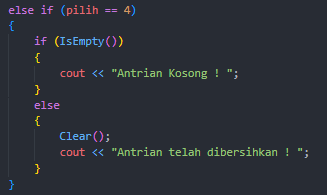 else if (pilih == 4)
{
if (IsEmpty())
{
cout << "Antrian Kosong ! ";
}
else
{
Clear();
cout << "Antrian telah dibersihkan ! ";
}
}